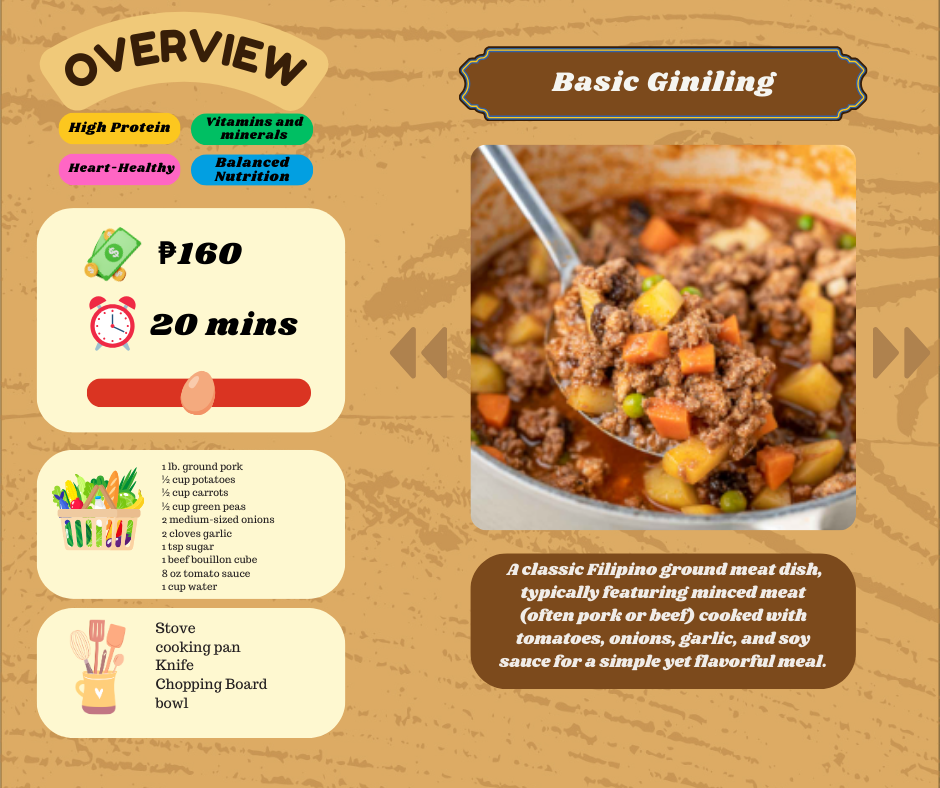 OVERVIEW
High Protein
Vitamins and
minerals
Heart-Healthy
Balanced
Nutrition
₱160
20 mins
1 lb. ground pork
½ cup potatoes
½ cup carrots
½ cup green peas
2 medium-sized onions
2 cloves garlic
1 tsp sugar
1 beef bouillon cube
8 oz tomato sauce
1 cup water
Stove
cooking pan
Knife
Chopping Board
bowl
Basic Giniling
A classic Filipino ground meat dish,
typically featuring minced meat
(often pork or beef) cooked with
tomatoes, onions, garlic, and soy
sauce for a simple yet flavorful meal.